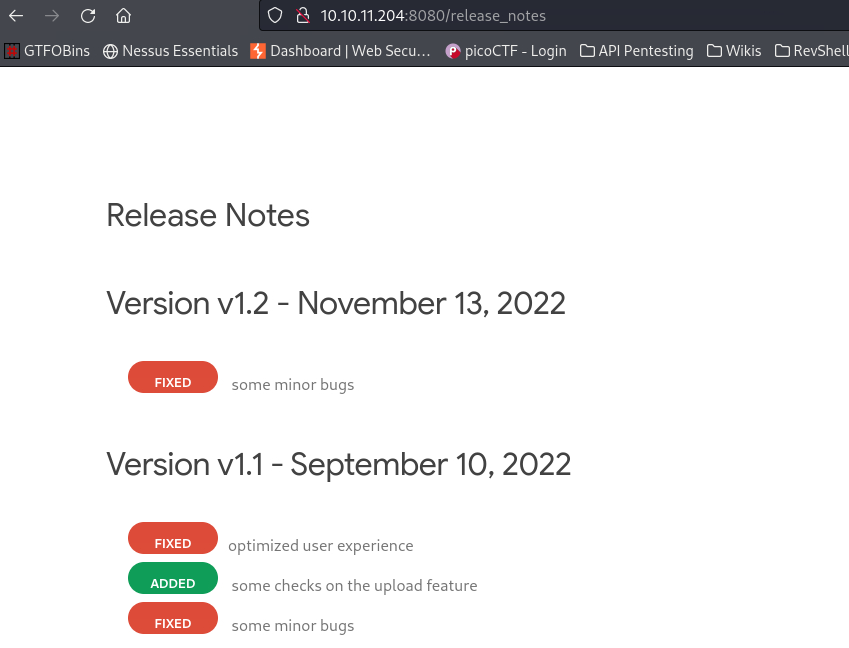 10.10.11.204:8080/release_notes
GTFOBins Nessus Essentials Dashboard | Web Secu... picoCTF - Login API Pentesting Wikis RevShell
Release Notes
Version v1.2 - November 13, 2022
FIXED some minor bugs
Version v1.1 - September 10, 2022
FIXED optimized user experience
ADDED some checks on the upload feature
FIXED some minor bugs